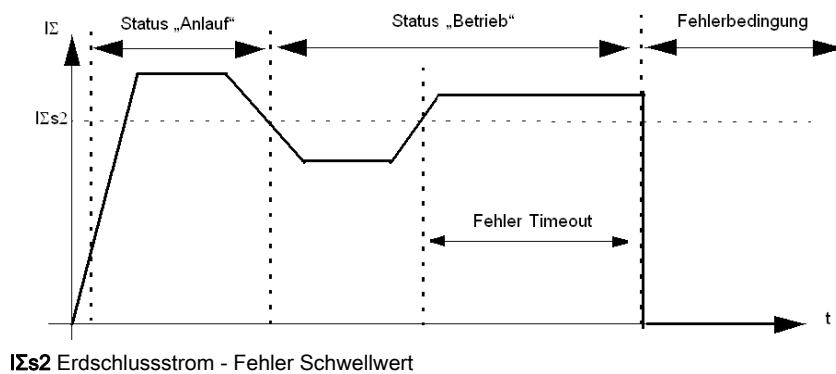 IΣ
Status „Anlauf“
Status „Betrieb“
Fehlerbedingung
IΣs2
Fehler Timeout
t
IΣs2 Erdschlussstrom - Fehler Schwellwert